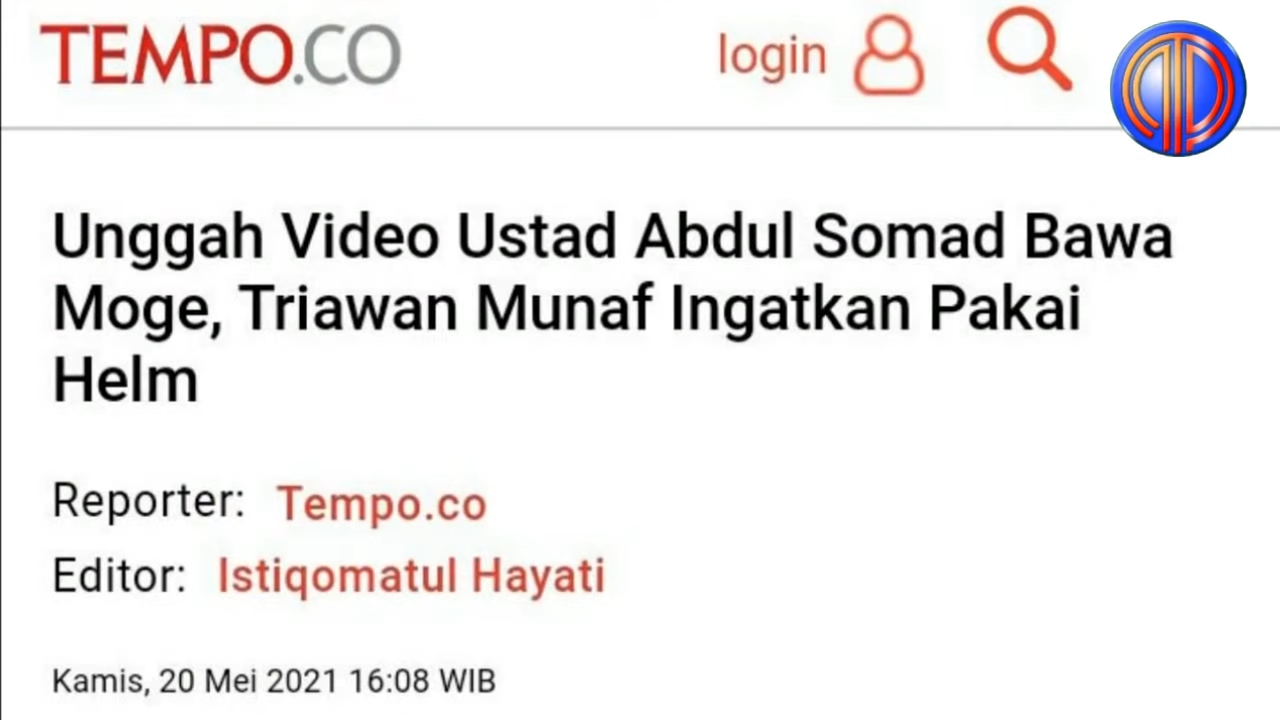 TEMPO.CO
login
Unggah Video Ustad Abdul Somad Bawa
Moge, Triawan Munaf Ingatkan Pakai
Helm
Reporter: Tempo.co
Editor: Istiqomatul Hayati
Kamis, 20 Mei 2021 16:08 WIB